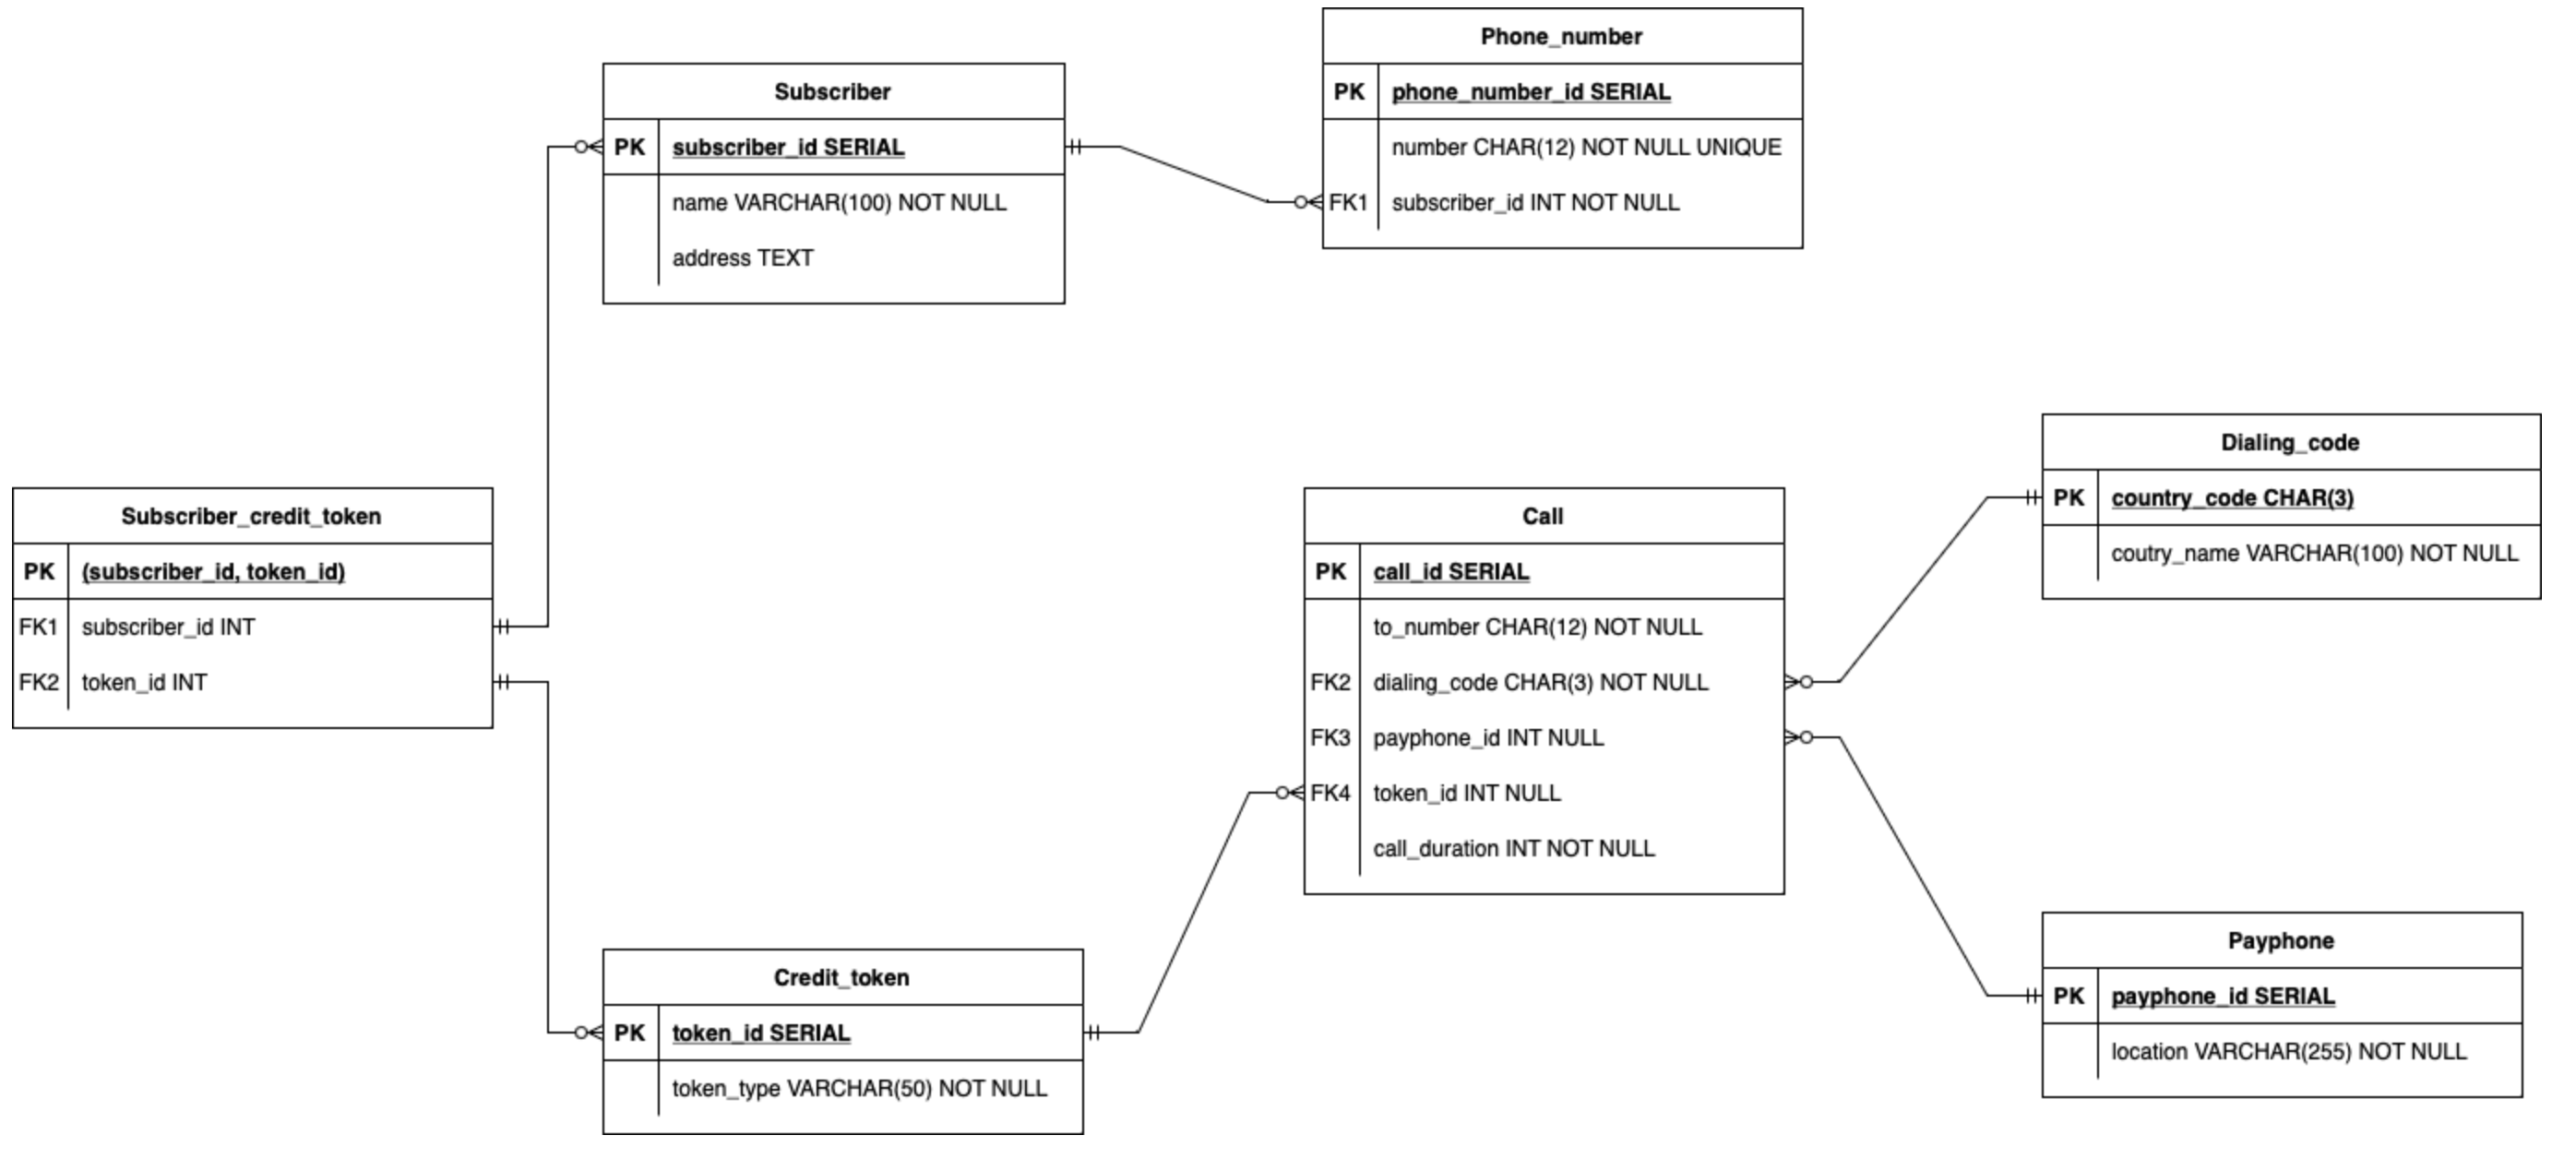 Phone_number
PK phone_number_id SERIAL
number CHAR(12) NOT NULL UNIQUE
FK1 subscriber_id INT NOT NULL
Subscriber
PK subscriber_id SERIAL
name VARCHAR(100) NOT NULL
address TEXT
Subscriber_credit_token
PK (subscriber_id, token_id)
FK1 subscriber_id INT
FK2 token_id INT
Call
PK call_id SERIAL
to_number CHAR(12) NOT NULL
FK2 dialing_code CHAR(3) NOT NULL
FK3 payphone_id INT NULL
FK4 token_id INT NULL
call_duration INT NOT NULL
Dialing_code
PK country_code CHAR(3)
coutry_name VARCHAR(100) NOT NULL
Credit_token
PK token_id SERIAL
token_type VARCHAR(50) NOT NULL
Payphone
PK payphone_id SERIAL
location VARCHAR(255) NOT NULL